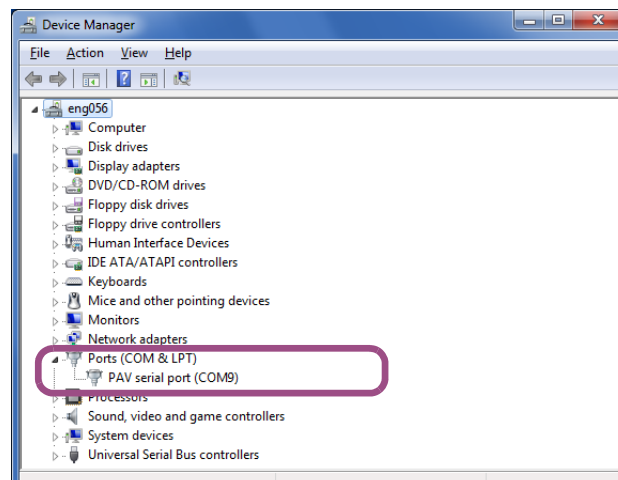 Device Manager
File Action View Help
eng056
Computer
Disk drives
Display adapters
DVD/CD-ROM drives
Floppy disk drives
Floppy drive controllers
Human Interface Devices
IDE ATA/ATAPI controllers
Keyboards
Mice and other pointing devices
Monitors
Network adapters
Ports (COM & LPT)
PAV serial port (COM9)
Processors
Sound, video and game controllers
System devices
Universal Serial Bus controllers